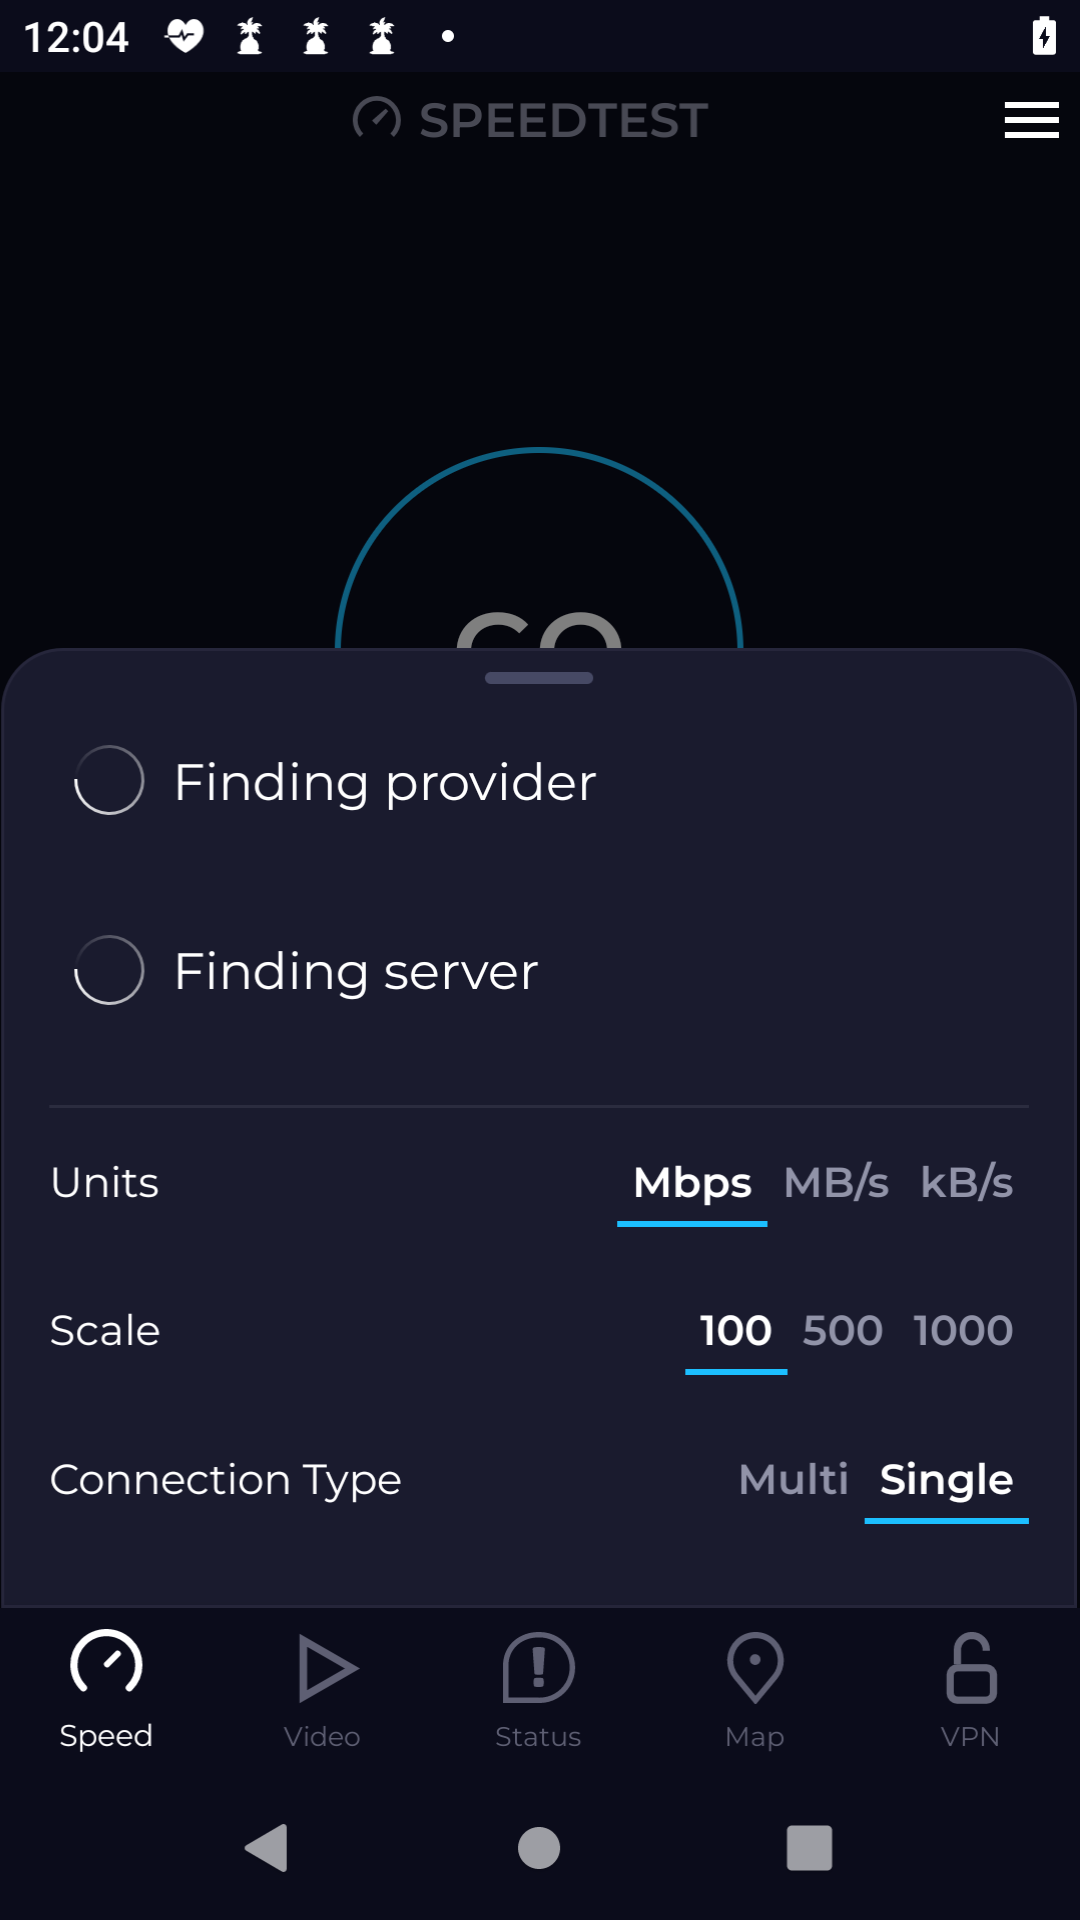 12:04
SPEEDTEST
GO
Finding provider
Finding server
Units Mbps MB/s kB/s
Scale 100 500 1000
Connection Type Multi Single
Speed Video Status Map VPN